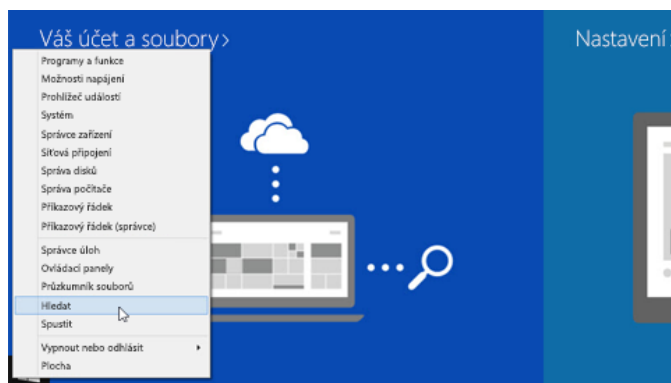 Váš účet a soubory>
Nastavení
Programy a funkce
Možnosti napájení
Prohlížeč událostí
Systém
Správce zařízení
Síťová připojení
Správa disků
Správa počítače
Příkazový řádek
Příkazový řádek (správce)
Správce úloh
Ovládací panely
Průzkumník souborů
Hledat
Spustit
Vypnout nebo odhlásit
Plocha